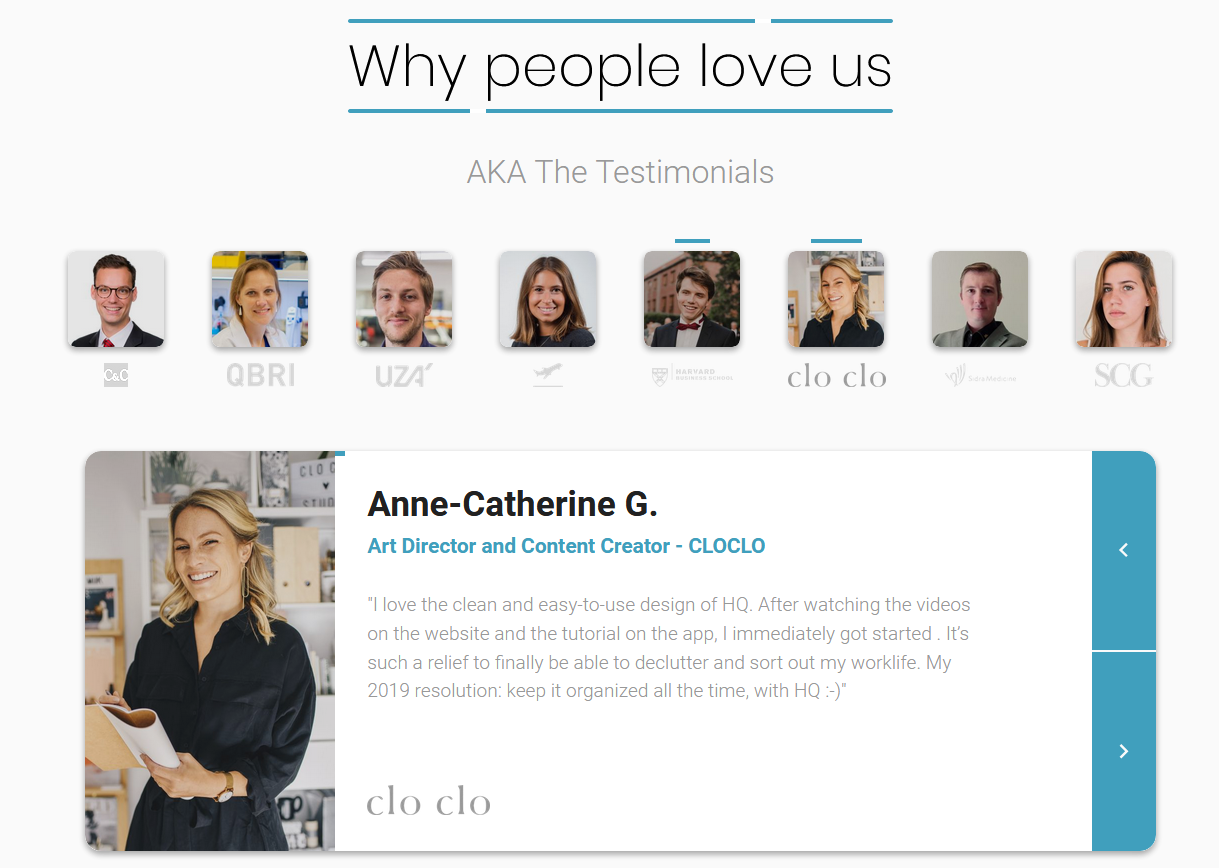 Why people love us
AKA The Testimonials
C&C
QBRI
UZA'
HARVARD
BUSINESS SCHOOL
clo clo
Sidra Medicine
SCG
CLO C
STUD
Anne-Catherine G.
Art Director and Content Creator - CLOCLO
"I love the clean and easy-to-use design of HQ. After watching the videos
on the website and the tutorial on the app, I immediately got started . It's
such a relief to finally be able to declutter and sort out my worklife. My
2019 resolution: keep it organized all the time, with HQ :-)"
clo clo